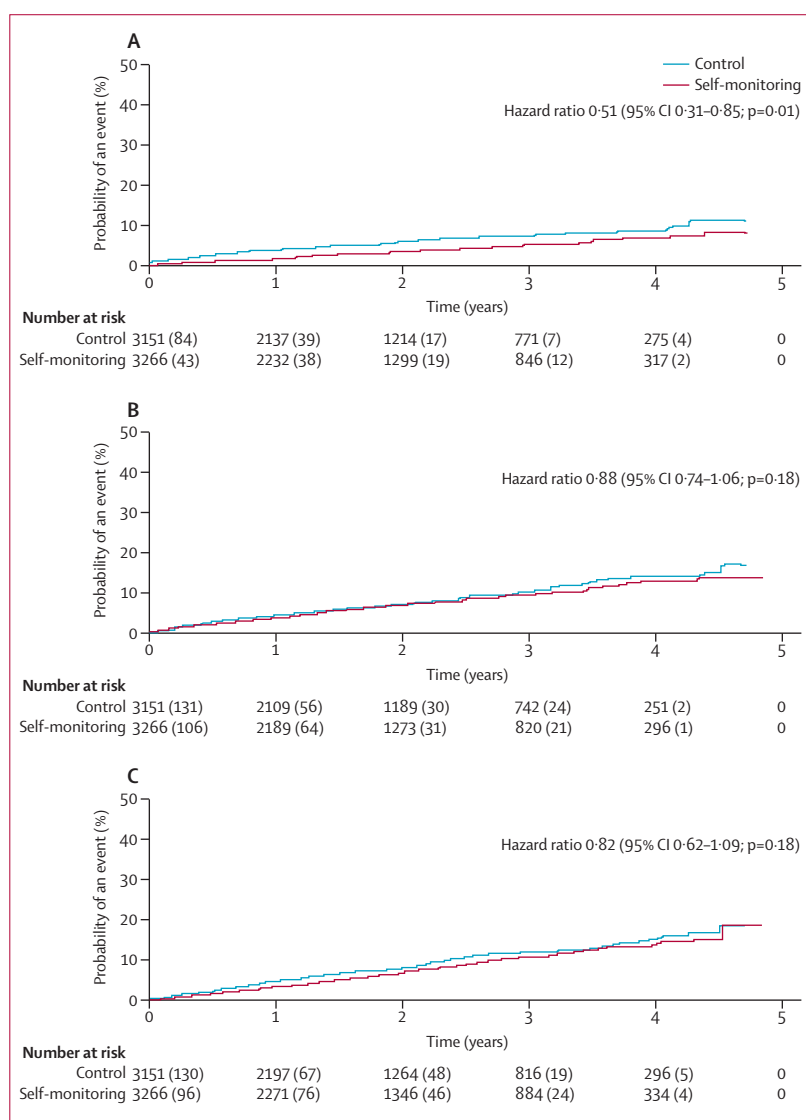 A
Probability of an event (%)
50
40
30
20
10
0
Control
Self-monitoring
Hazard ratio 0·51 (95% CI 0·31–0·85; p=0·01)
0 1 2 3 4 5
Time (years)
Number at risk
Control 3151 (84) 2137 (39) 1214 (17) 771 (7) 275 (4) 0
Self-monitoring 3266 (43) 2232 (38) 1299 (19) 846 (12) 317 (2) 0
B
Probability of an event (%)
50
40
30
20
10
0
Hazard ratio 0·88 (95% CI 0·74–1·06; p=0·18)
0 1 2 3 4 5
Time (years)
Number at risk
Control 3151 (131) 2109 (56) 1189 (30) 742 (24) 251 (2) 0
Self-monitoring 3266 (106) 2189 (64) 1273 (31) 820 (21) 296 (1) 0
C
Probability of an event (%)
50
40
30
20
10
0
Hazard ratio 0·82 (95% CI 0·62–1·09; p=0·18)
0 1 2 3 4 5
Time (years)
Number at risk
Control 3151 (130) 2197 (67) 1264 (48) 816 (19) 296 (5) 0
Self-monitoring 3266 (96) 2271 (76) 1346 (46) 884 (24) 334 (4) 0